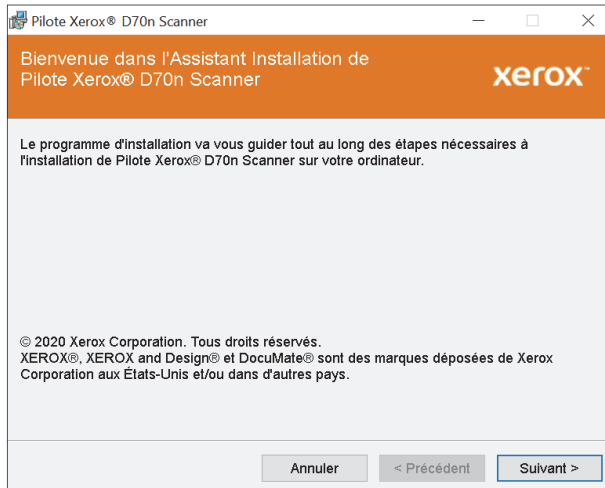 Pilote Xerox® D70n Scanner
Bienvenue dans l'Assistant Installation de
Pilote Xerox® D70n Scanner
xerox™
Le programme d'installation va vous guider tout au long des étapes nécessaires à
l'installation de Pilote Xerox® D70n Scanner sur votre ordinateur.
© 2020 Xerox Corporation. Tous droits réservés.
XEROX®, XEROX and Design® et DocuMate® sont des marques déposées de Xerox
Corporation aux États-Unis et/ou dans d'autres pays.
Annuler < Précédent Suivant >